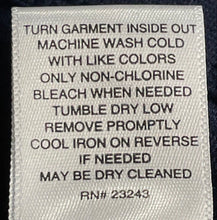 TURN GARMENT INSIDE OUT
MACHINE WASH COLD
WITH LIKE COLORS
ONLY NON-CHLORINE
BLEACH WHEN NEEDED
TUMBLE DRY LOW
REMOVE PROMPTLY
COOL IRON ON REVERSE
IF NEEDED
MAY BE DRY CLEANED
RN# 23243